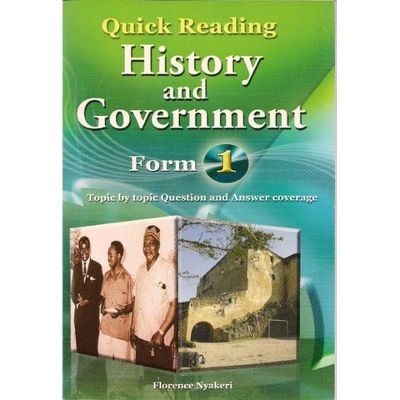 Quick Reading
History
and
Government
Form 1
Topic by topic Question and Answer coverage
Florence Nyakeri